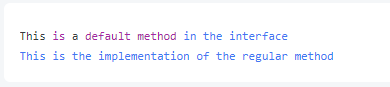 This is a default method in the interface
This is the implementation of the regular method